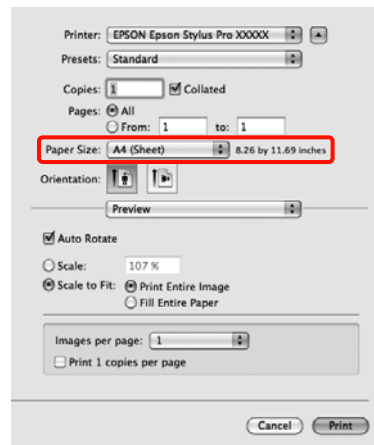 Printer: EPSON Epson Stylus Pro XXXXX
Presets: Standard
Copies: 1 Collated
Pages: All
From: 1 to: 1
Paper Size: A4 (Sheet) 8.26 by 11.69 inches
Orientation:
Preview
Auto Rotate
Scale: 107 %
Scale to Fit: Print Entire Image
Fill Entire Paper
Images per page: 1
Print 1 copies per page
Cancel Print